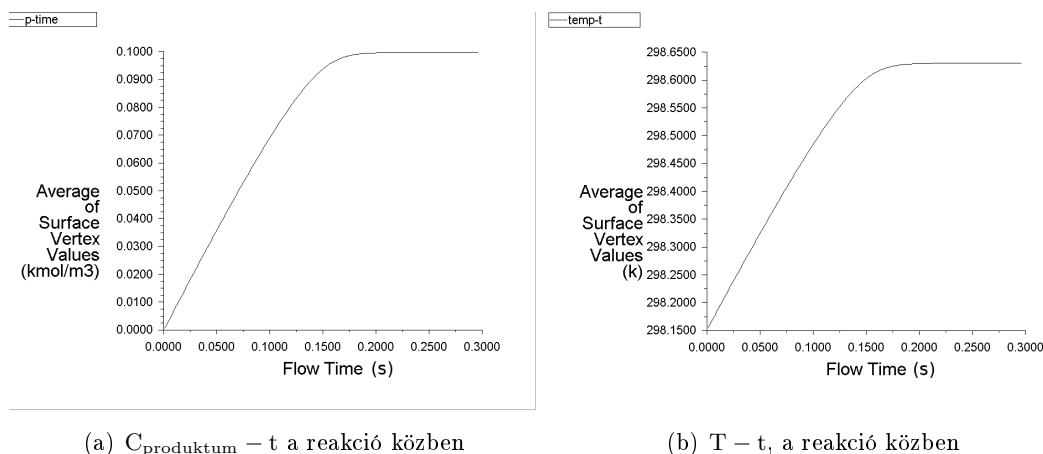 p-time
0.1000
0.0900
0.0800
0.0700
0.0600
0.0500
0.0400
0.0300
0.0200
0.1000
0.0000
Average
of
Surface
Vertex
Values
(kmol/m3)
0.0000 0.0500 0.1000 0.1500 0.2000 0.2500 0.3000
Flow Time (s)
temp-t
298.6500
298.6000
298.5500
298.5000
298.4500
298.4000
298.3500
298.3000
298.2500
298.2000
298.1500
Average
of
Surface
Vertex
Values
(k)
0.0000 0.0500 0.1000 0.1500 0.2000 0.2500 0.3000
Flow Time (s)
(a) Cproduktum − t a reakció közben
(b) T − t, a reakció közben